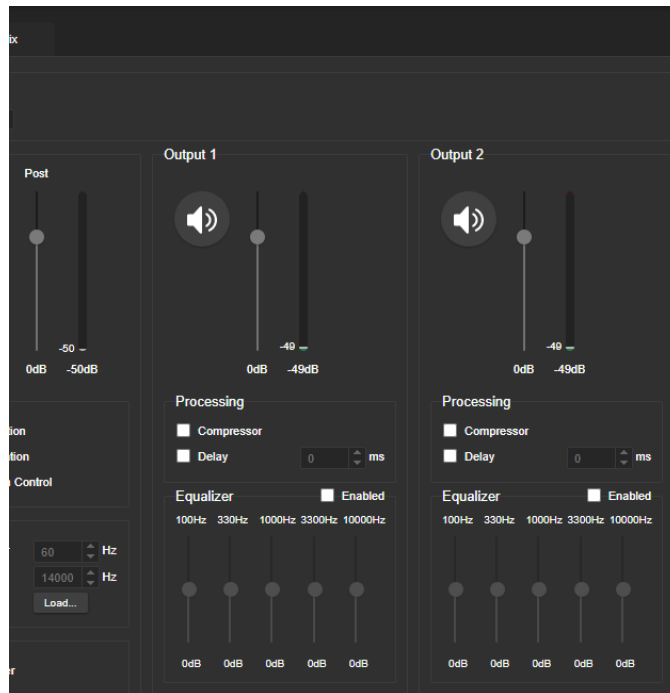 ix
Post
-50
0dB -50dB
Output 1
-49
0dB -49dB
Processing
Compressor
Delay 0 ms
Equalizer Enabled
100Hz 330Hz 1000Hz 3300Hz 10000Hz
0dB 0dB 0dB 0dB 0dB
Output 2
-49
0dB -49dB
Processing
Compressor
Delay 0 ms
Equalizer Enabled
100Hz 330Hz 1000Hz 3300Hz 10000Hz
0dB 0dB 0dB 0dB 0dB
tion
Control
60 Hz
14000 Hz
Load...